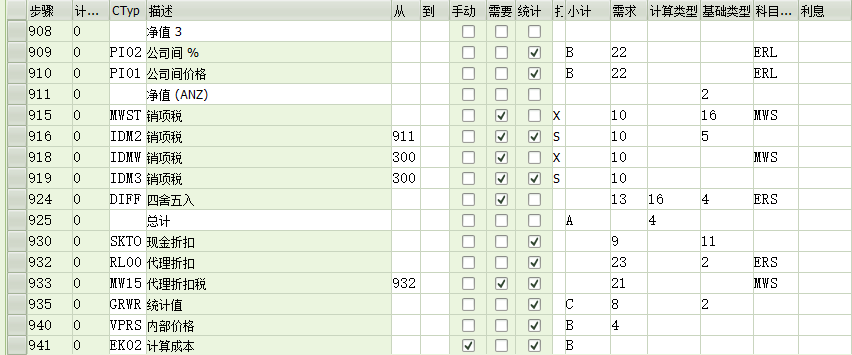 步骤 计... CTyp 描述 从 到 手动 需要 统计 小计 需求 计算类型 基础类型 科目... 利息
908 0 净值 3
909 0 PI02 公司间 % B 22 ERL
910 0 PI01 公司间价格 B 22 ERL
911 0 净值 (ANZ) 2
915 0 MWST 销项税 X 10 16 MWS
916 0 IDM2 销项税 911 S 10 5
918 0 IDMW 销项税 300 X 10 MWS
919 0 IDM3 销项税 300 S 10
924 0 DIFF 四舍五入 13 16 4 ERS
925 0 总计 A 4
930 0 SKTO 现金折扣 9 11
932 0 RL00 代理折扣 23 2 ERS
933 0 MW15 代理折扣税 932 21 MWS
935 0 GRWR 统计值 C 8 2
940 0 VPRS 内部价格 B 4
941 0 EK02 计算成本 B